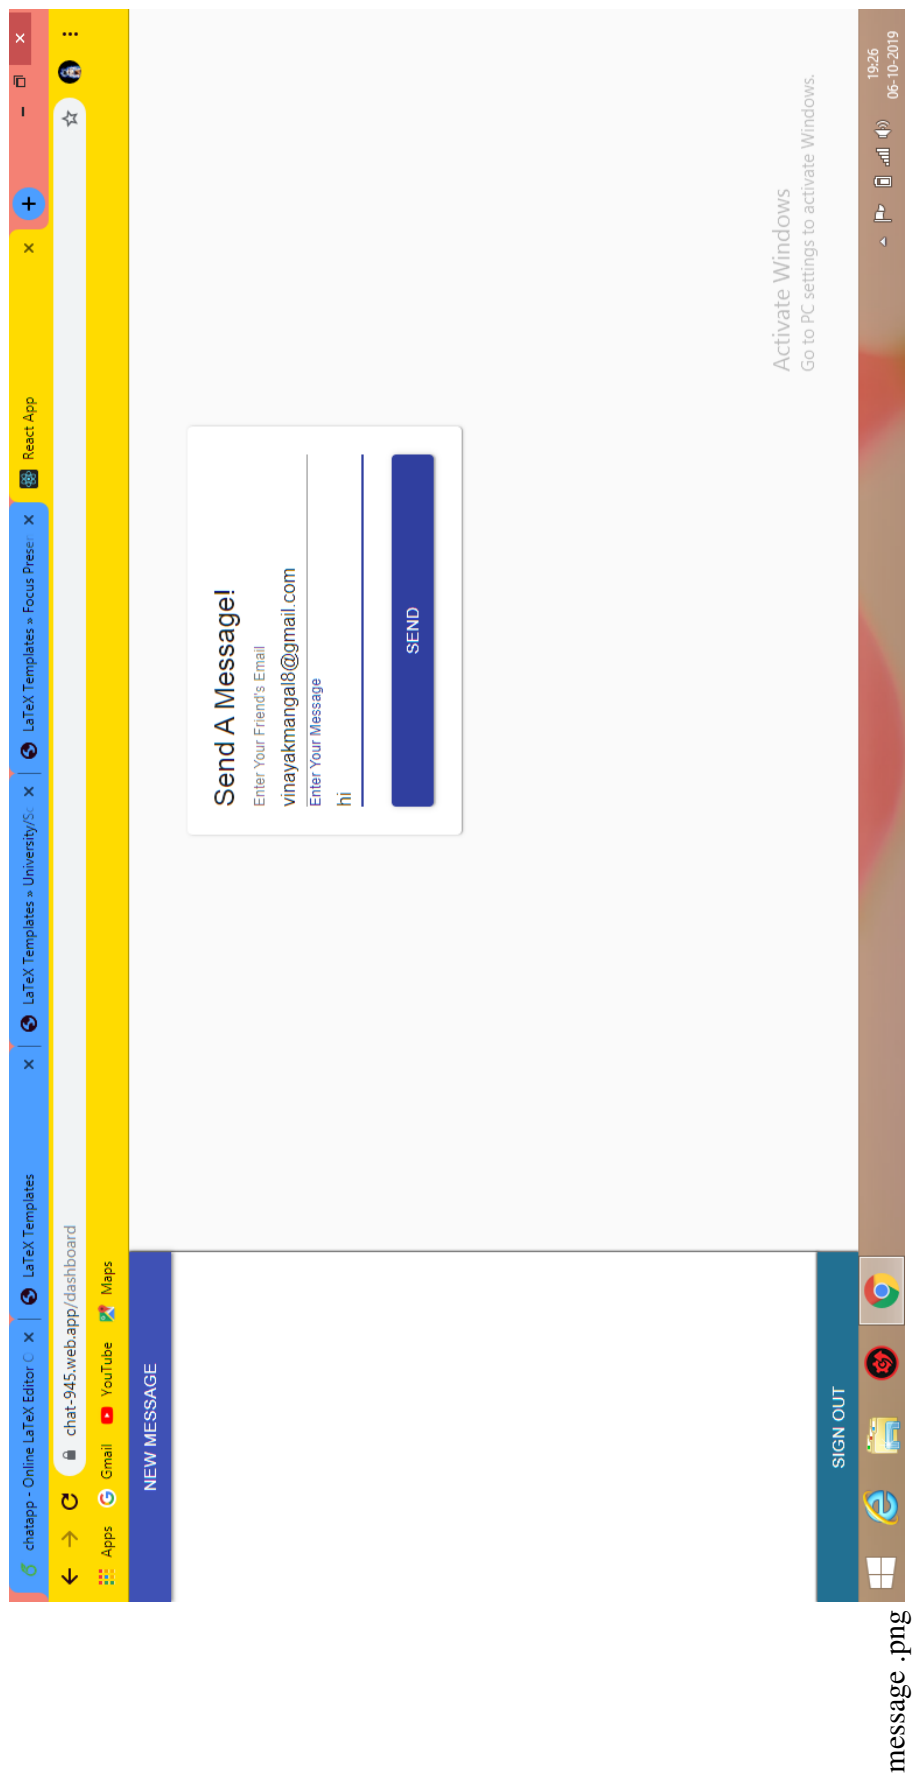 chatapp - Online LaTeX Editor
LaTeX Templates
LaTeX Templates » University/Sc
LaTeX Templates » Focus Preser
React App
chat-945.web.app/dashboard
Apps
Gmail
YouTube
Maps
NEW MESSAGE
Send A Message!
Enter Your Friend's Email
vinayakmangal8@gmail.com
Enter Your Message
hi
SEND
Activate Windows
Go to PC settings to activate Windows.
SIGN OUT
19:26
06-10-2019
message .png